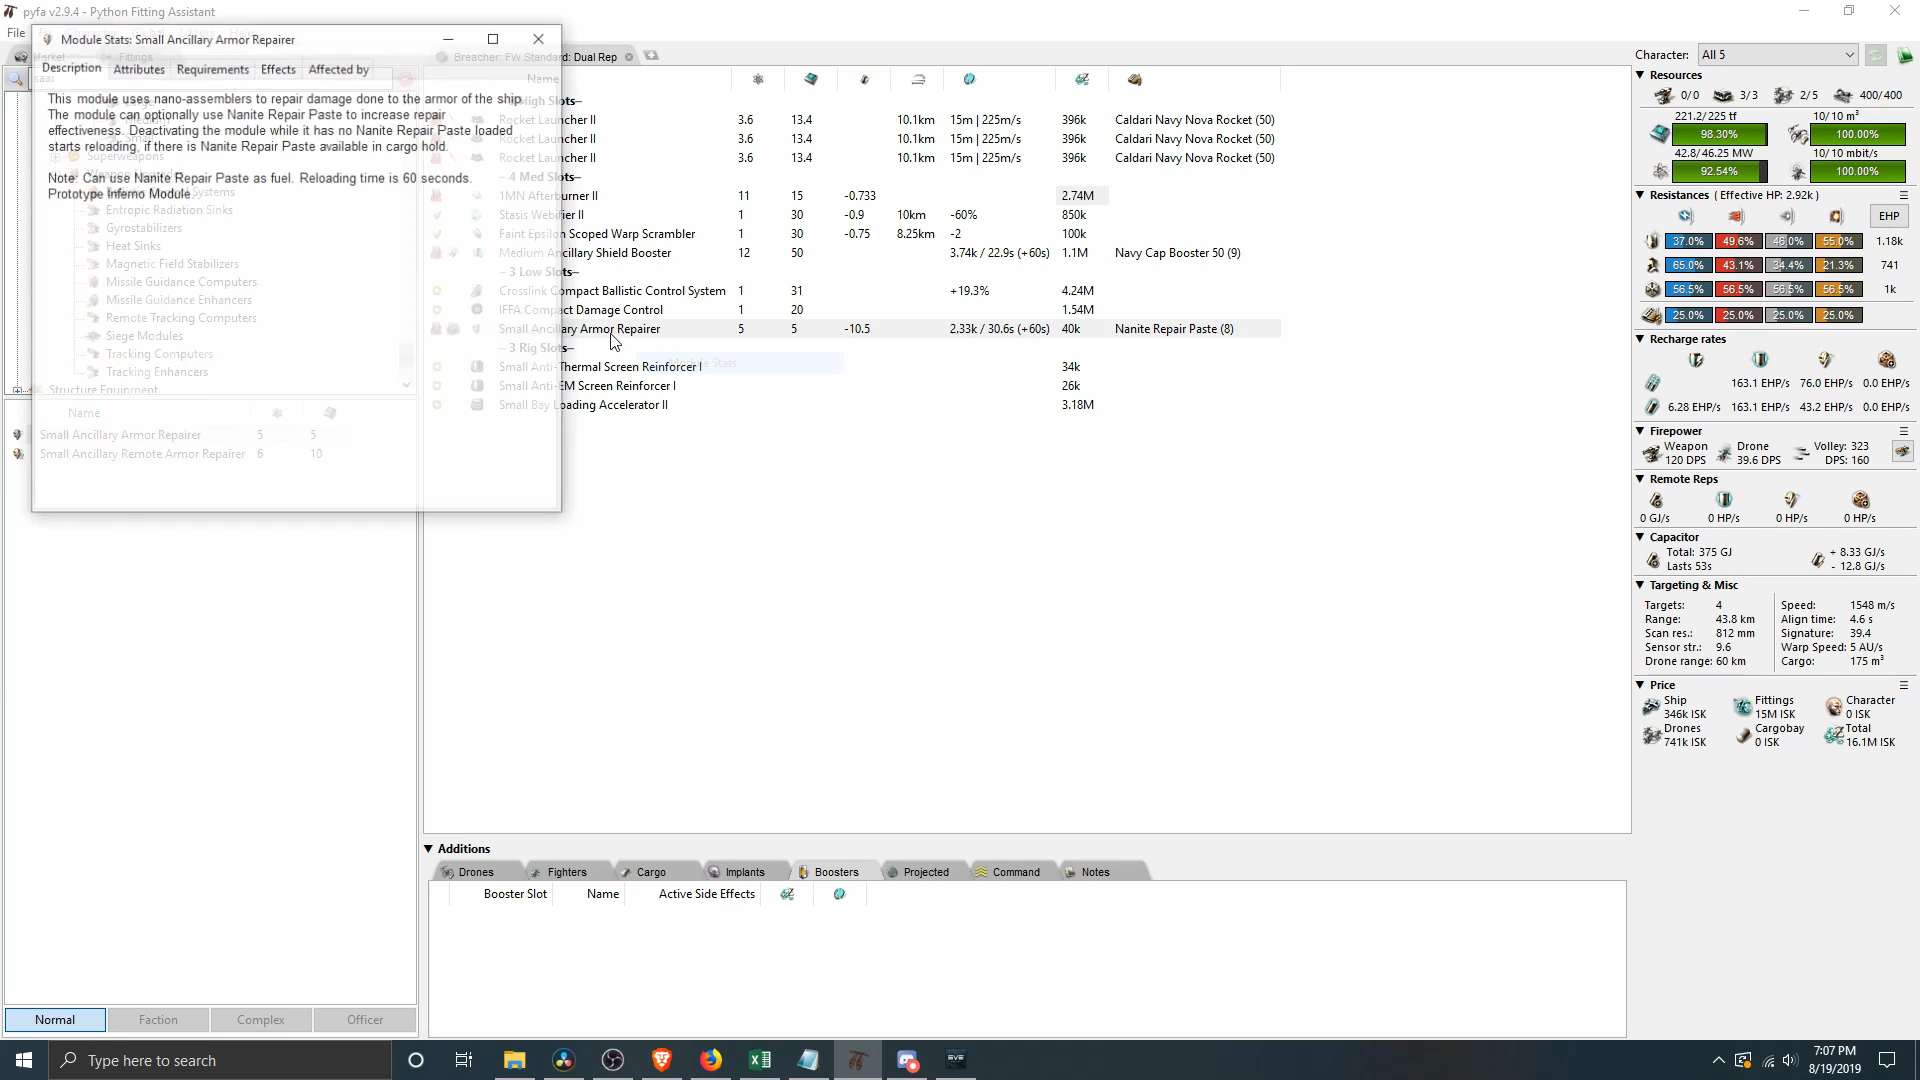 pyfa v2.9.4 - Python Fitting Assistant
File
Module Stats: Small Ancillary Armor Repairer
Description Attributes Requirements Effects Affected by
This module uses nano-assemblers to repair damage done to the armor of the ship.
The module can optionally use Nanite Repair Paste to increase repair
effectiveness. Deactivating the module while it has no Nanite Repair Paste loaded
starts reloading, if there is Nanite Repair Paste available in cargo hold.
Note: Can use Nanite Repair Paste as fuel. Reloading time is 60 seconds.
Prototype Inferno Module.
Superweapons
Entropic Radiation Sinks
Gyrostabilizers
Heat Sinks
Magnetic Field Stabilizers
Missile Guidance Computers
Missile Guidance Enhancers
Remote Tracking Computers
Siege Modules
Tracking Computers
Tracking Enhancers
Structure Equipment
Name
Small Ancillary Armor Repairer 5 5
Small Ancillary Remote Armor Repairer 6 10
Normal Faction Complex Officer
Breacher: FW Standard: Dual Rep
Name
High Slots–
Rocket Launcher II 3.6 13.4 10.1km 15m | 225m/s 396k Caldari Navy Nova Rocket (50)
Rocket Launcher II 3.6 13.4 10.1km 15m | 225m/s 396k Caldari Navy Nova Rocket (50)
Rocket Launcher II 3.6 13.4 10.1km 15m | 225m/s 396k Caldari Navy Nova Rocket (50)
– 4 Med Slots–
1MN Afterburner II 11 15 -0.733 2.74M
Stasis Webifier II 1 30 -0.9 10km -60% 850k
Faint Epsilon Scoped Warp Scrambler 1 30 -0.75 8.25km -2 100k
Medium Ancillary Shield Booster 12 50 3.74k / 22.9s (+60s) 1.1M Navy Cap Booster 50 (9)
– 3 Low Slots–
Crosslink Compact Ballistic Control System 1 31 +19.3% 4.24M
IFFA Compact Damage Control 1 20 1.54M
Small Ancillary Armor Repairer 5 5 -10.5 2.33k / 30.6s (+60s) 40k Nanite Repair Paste (8)
– 3 Rig Slots–
Module Stats
Small Anti-Thermal Screen Reinforcer I 34k
Small Anti-EM Screen Reinforcer I 26k
Small Bay Loading Accelerator II 3.18M
Additions
Drones Fighters Cargo Implants Boosters Projected Command Notes
Booster Slot Name Active Side Effects
Character: All 5
Resources
0/0 3/3 2/5 400/400
221.2/225 tf 10/10 m³
98.30% 100.00%
42.8/46.25 MW 10/10 mbit/s
92.54% 100.00%
Resistances ( Effective HP: 2.92k )
EHP
37.0% 49.6% 46.0% 55.0% 1.18k
65.0% 43.1% 34.4% 21.3% 741
56.5% 56.5% 56.5% 56.5% 1k
25.0% 25.0% 25.0% 25.0%
Recharge rates
163.1 EHP/s 76.0 EHP/s 0.0 EHP/s
6.28 EHP/s 163.1 EHP/s 43.2 EHP/s 0.0 EHP/s
Firepower
Weapon Drone Volley: 323
120 DPS 39.6 DPS DPS: 160
Remote Reps
0 GJ/s 0 HP/s 0 HP/s 0 HP/s
Capacitor
Total: 375 GJ + 8.33 GJ/s
Lasts 53s - 12.8 GJ/s
Targeting & Misc
Targets: 4 Speed: 1548 m/s
Range: 43.8 km Align time: 4.6 s
Scan res.: 812 mm Signature: 39.4
Sensor str.: 9.6 Warp Speed: 5 AU/s
Drone range: 60 km Cargo: 175 m³
Price
Ship Fittings Character
346k ISK 15M ISK 0 ISK
Drones Cargobay Total
741k ISK 0 ISK 16.1M ISK
Type here to search
EVE
7:07 PM
8/19/2019